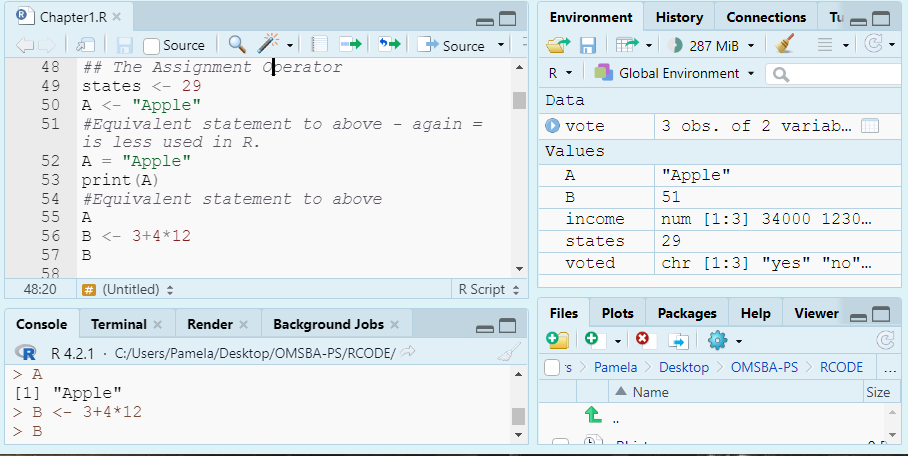 Chapter1.R
Source
Source
48 ## The Assignment Operator
49 states <- 29
50 A <- "Apple"
51 #Equivalent statement to above - again =
is less used in R.
52 A = "Apple"
53 print(A)
54 #Equivalent statement to above
55 A
56 B <- 3+4*12
57 B
58
48:20 # (Untitled) R Script
Console Terminal Render Background Jobs
R R 4.2.1 · C:/Users/Pamela/Desktop/OMSBA-PS/RCODE/
> A
[1] "Apple"
> B <- 3+4*12
> B
Environment History Connections Tu
287 MiB
R Global Environment
Data
vote 3 obs. of 2 variab…
Values
A "Apple"
B 51
income num [1:3] 34000 1230…
states 29
voted chr [1:3] "yes" "no"…
Files Plots Packages Help Viewer
s Pamela Desktop OMSBA-PS RCODE ...
Name Size
..